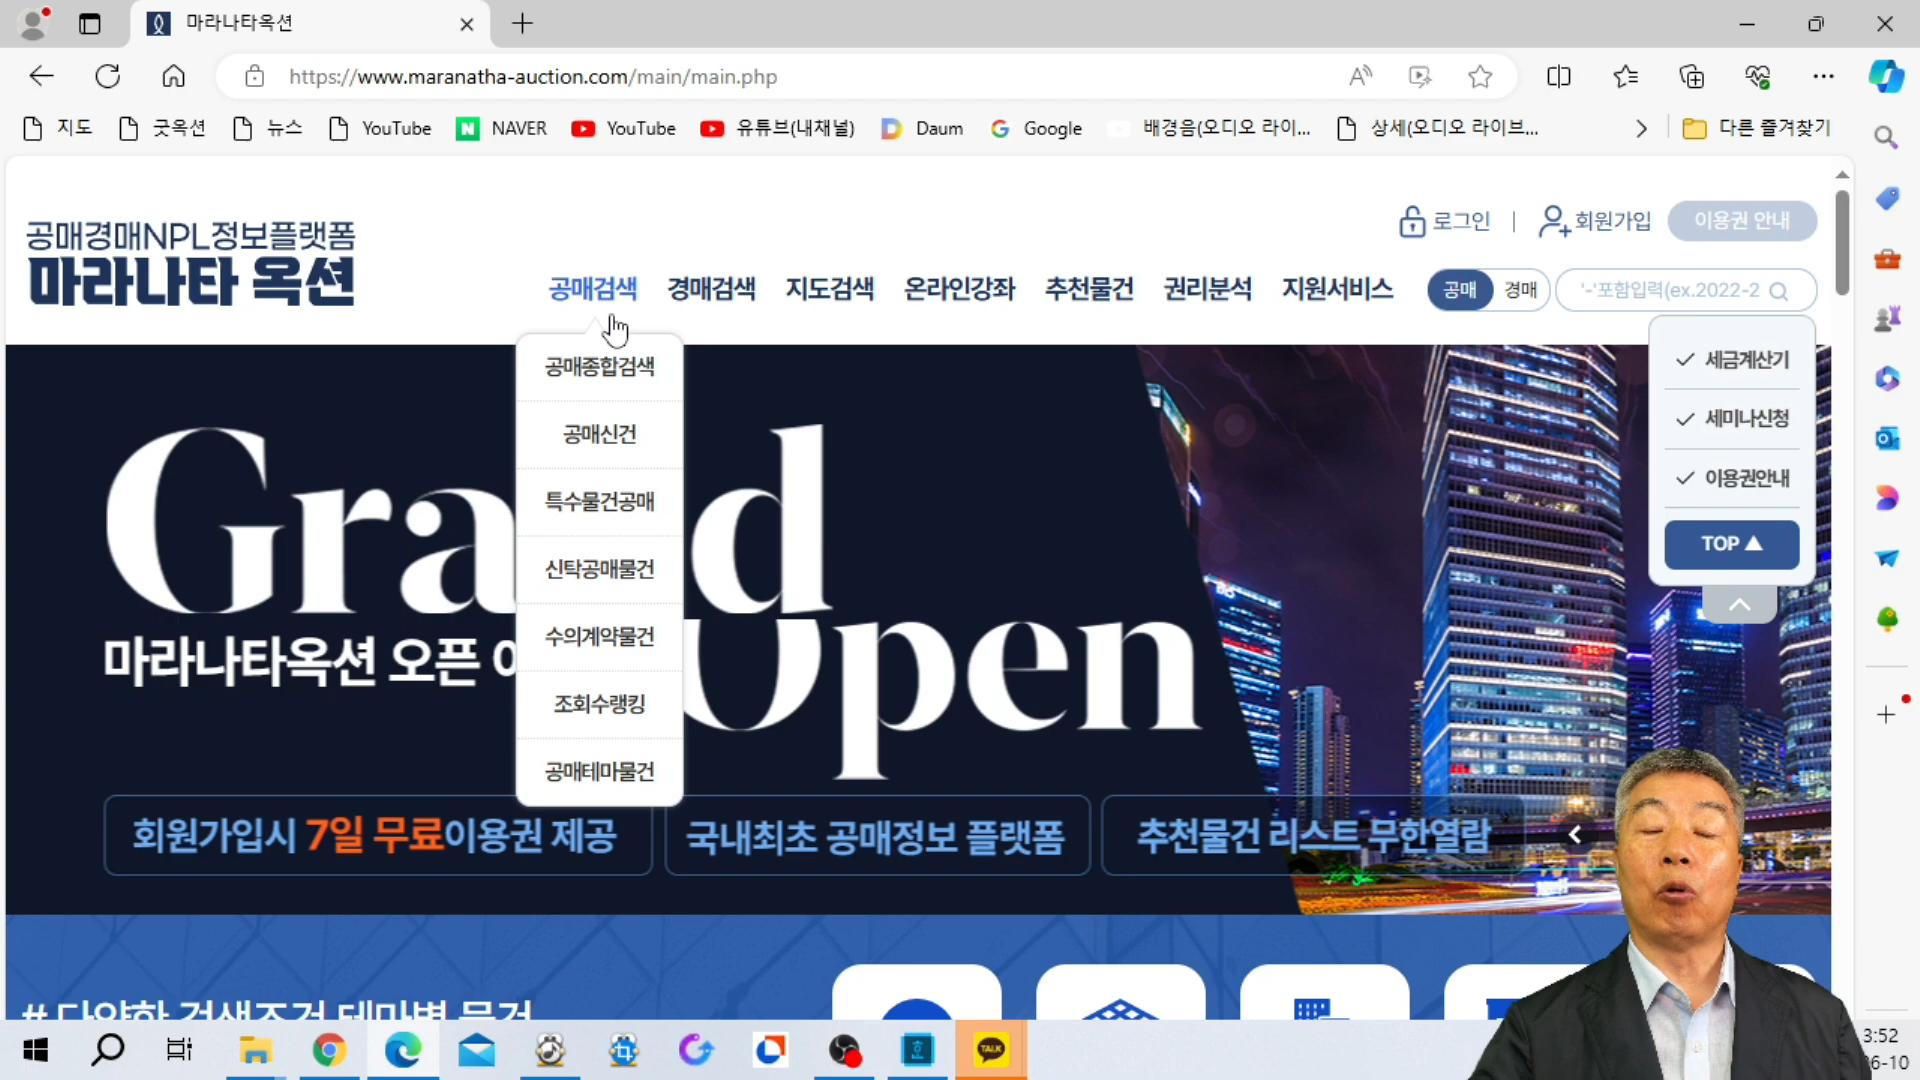 마라나타옥션
https://www.maranatha-auction.com/main/main.php
지도
굿옥션
뉴스
YouTube
NAVER
YouTube
유튜브(내채널)
Daum
Google
배경음(오디오 라이...
상세(오디오 라이브...
다른 즐겨찾기
로그인
회원가입
이용권 안내
공매경매NPL정보플랫폼
마라나타 옥션
공매검색
경매검색
지도검색
온라인강좌
추천물건
권리분석
지원서비스
공매
경매
'-'포함입력(ex.2022-2
공매종합검색
공매신건
특수물건공매
신탁공매물건
수의계약물건
조회수랭킹
공매테마물건
세금계산기
세미나신청
이용권안내
TOP ▲
Gra d
Open
마라나타옥션 오픈
회원가입시 7일 무료이용권 제공
국내최초 공매정보 플랫폼
추천물건 리스트 무한열람
# 다양한 검색조건 테마별 물건
TALK
3:52
6-10